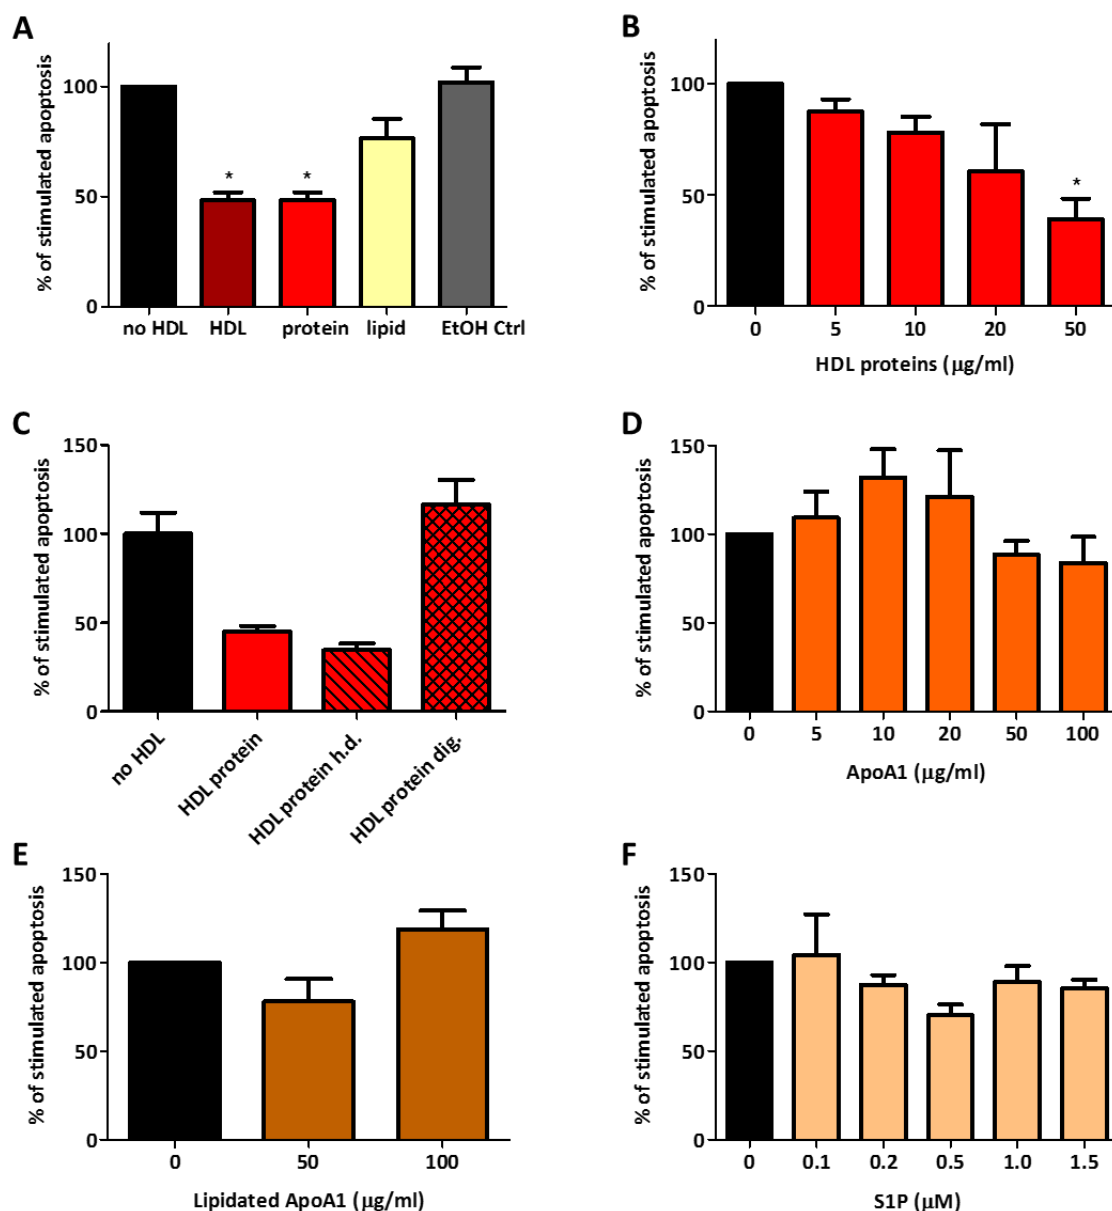 A
% of stimulated apoptosis
100
50
0
*
*
no HDL
HDL
protein
lipid
EtOH Ctrl
B
% of stimulated apoptosis
100
50
0
*
0
5
10
20
50
HDL proteins (μg/ml)
C
% of stimulated apoptosis
150
100
50
0
no HDL
HDL protein
HDL protein h.d.
HDL protein dig.
D
% of stimulated apoptosis
150
100
50
0
0
5
10
20
50
100
ApoA1 (μg/ml)
E
% of stimulated apoptosis
150
100
50
0
0
50
100
Lipidated ApoA1 (μg/ml)
F
% of stimulated apoptosis
150
100
50
0
0
0.1
0.2
0.5
1.0
1.5
S1P (μM)